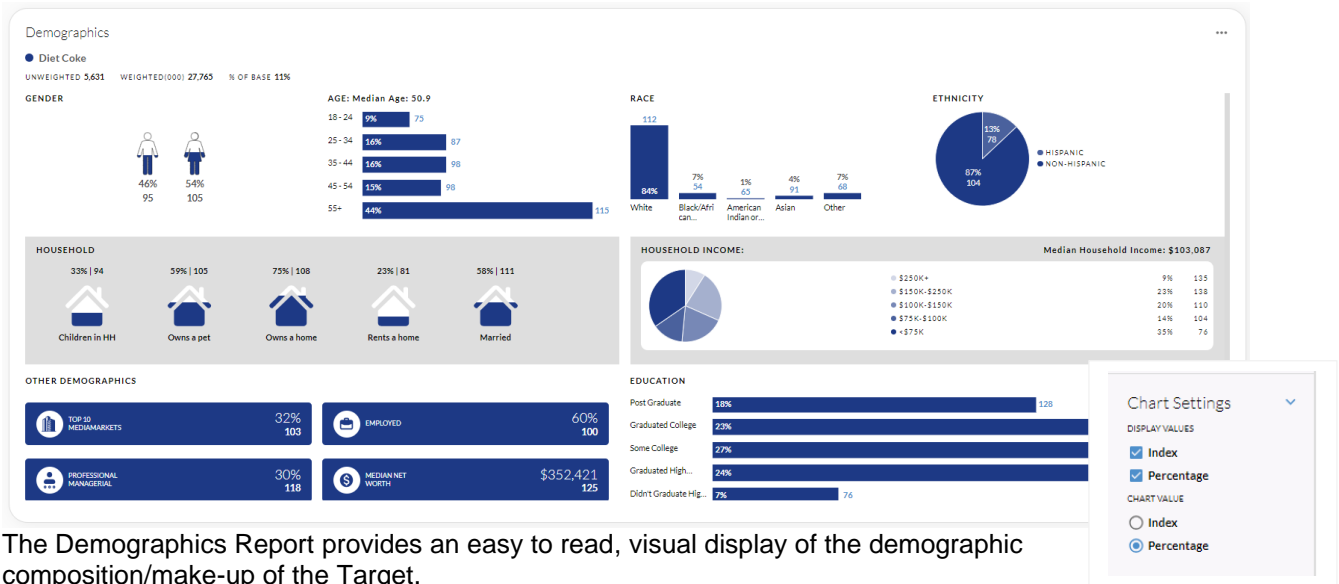 Demographics
...
Diet Coke
UNWEIGHTED 5,631 WEIGHTED(000) 27,765 % OF BASE 11%
GENDER
46% 54%
95 105
AGE: Median Age: 50.9
18 - 24 9% 75
25 - 34 16% 87
35 - 44 16% 98
45 - 54 15% 98
55+ 44% 115
RACE
112
84%
7%
54
1%
65
4%
91
7%
68
White Black/Afri American Asian Other
can... Indian or...
ETHNICITY
13%
78
87%
104
HISPANIC
NON-HISPANIC
HOUSEHOLD
33% | 94 59% | 105 75% | 108 23% | 81 58% | 111
Children in HH Owns a pet Owns a home Rents a home Married
HOUSEHOLD INCOME: Median Household Income: $103,087
$250K+ 9% 135
$150K-$250K 23% 138
$100K-$150K 20% 110
$75K-$100K 14% 104
<$75K 35% 76
OTHER DEMOGRAPHICS
TOP 10
MEDIAMARKETS
32%
103
EMPLOYED
60%
100
PROFESSIONAL
MANAGERIAL
30%
118
MEDIAN NET
WORTH
$352,421
125
EDUCATION
Post Graduate 18% 128
Graduated College 23%
Some College 27%
Graduated High... 24%
Didn't Graduate Hig... 7% 76
Chart Settings
DISPLAY VALUES
Index
Percentage
CHART VALUE
Index
Percentage
The Demographics Report provides an easy to read, visual display of the demographic
composition/make-up of the Target.